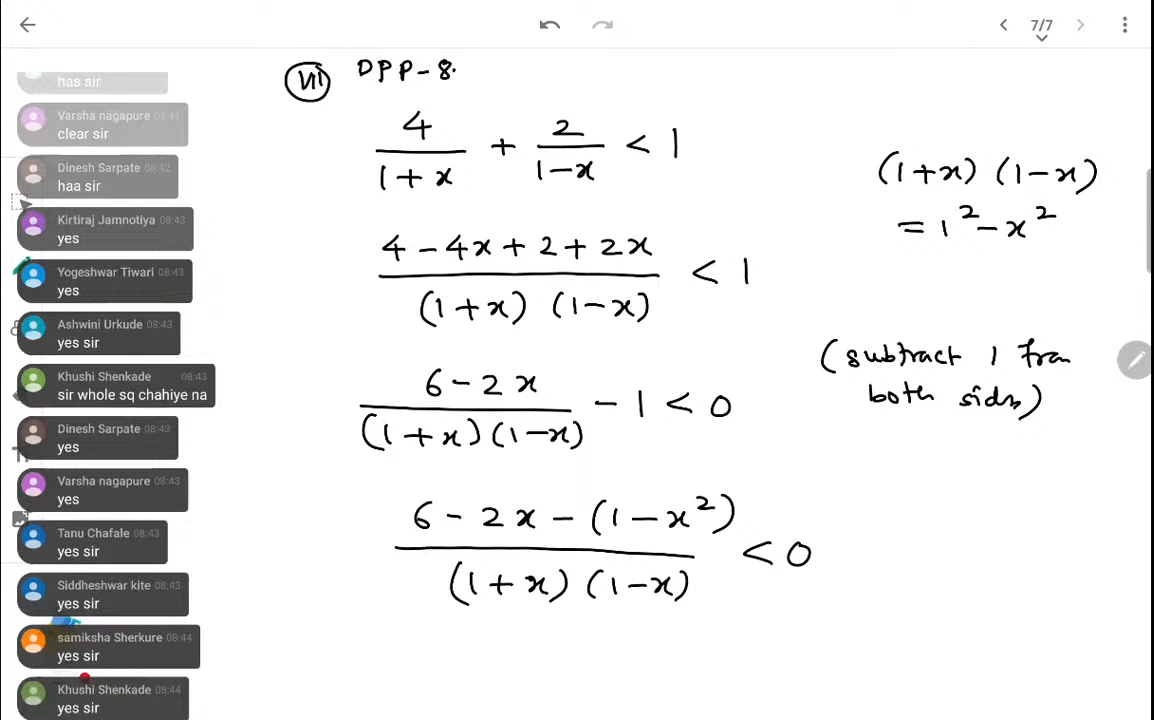 7/7
has sir
Varsha nagapure 08:41
clear sir
Dinesh Sarpate 08:42
haa sir
Kirtiraj Jamnotiya 08:43
yes
Yogeshwar Tiwari 08:43
yes
Ashwini Urkude 08:43
yes sir
Khushi Shenkade 08:43
sir whole sq chahiye na
Dinesh Sarpate 08:43
yes
Varsha nagapure 08:43
yes
Tanu Chafale 08:43
yes sir
Siddheshwar kite 08:43
yes sir
samiksha Sherkure 08:44
yes sir
Khushi Shenkade 08:44
yes sir
DPP-8.
4/(1+x) + 2/(1-x) < 1
(4-4x+2+2x)/((1+x)(1-x)) < 1
(6-2x)/((1+x)(1-x)) - 1 < 0
(6-2x-(1-x²))/((1+x)(1-x)) < 0
(1+x)(1-x)
= 1²-x²
(subtract 1 from
both sides)